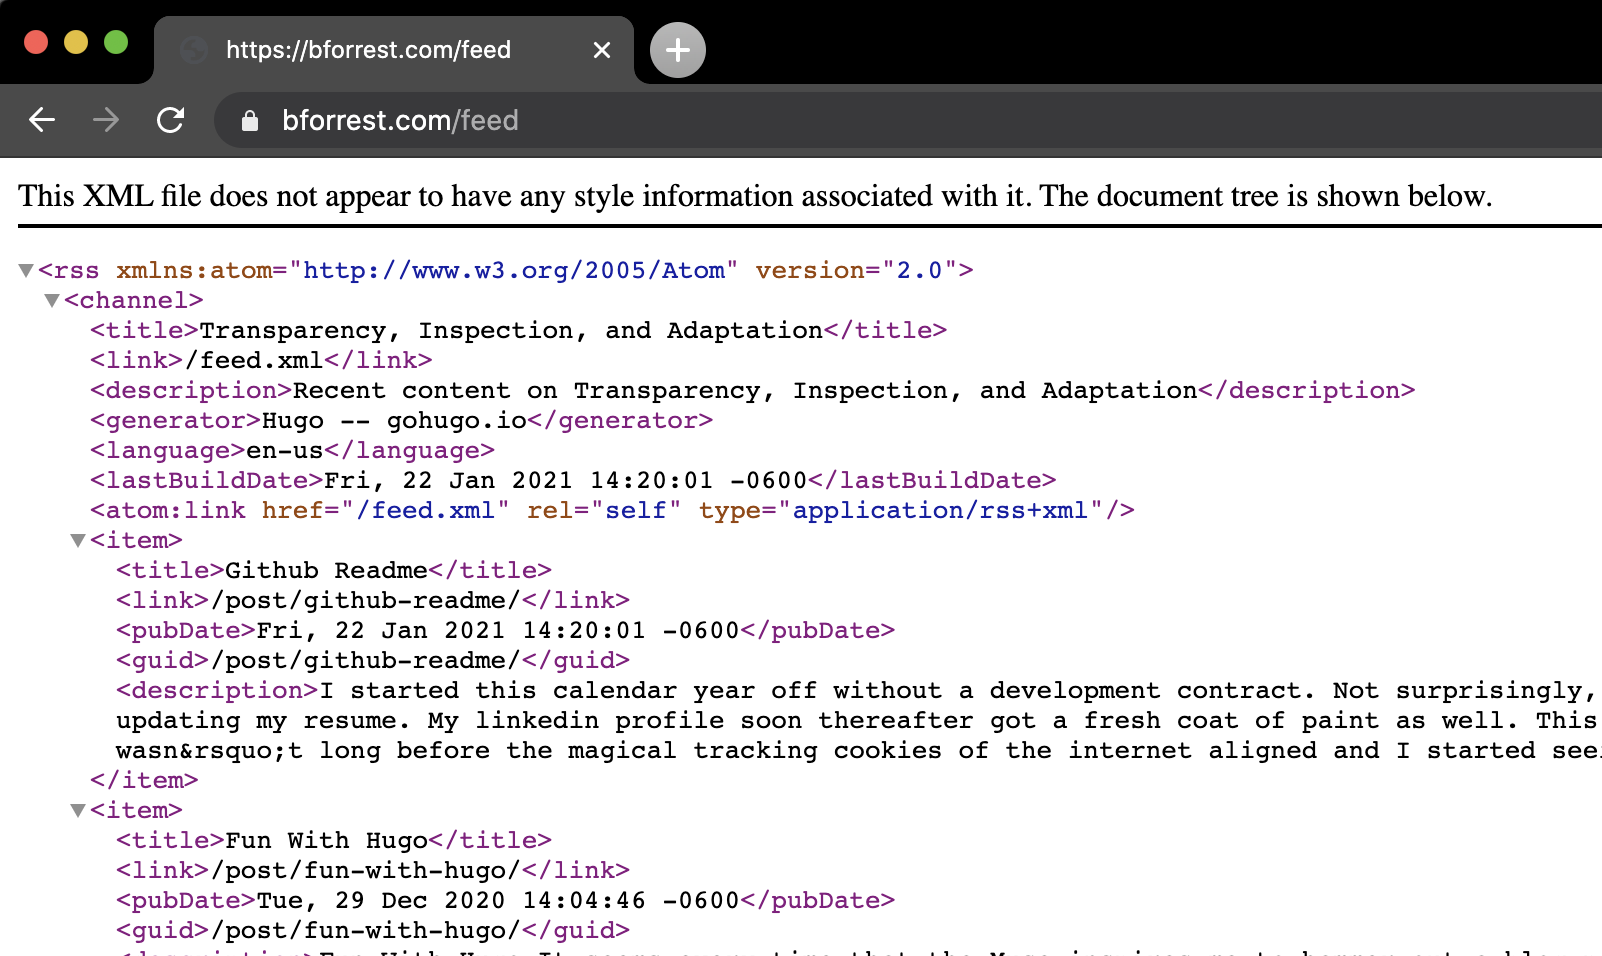 https://bforrest.com/feed
bforrest.com/feed
This XML file does not appear to have any style information associated with it. The document tree is shown below.
<rss xmlns:atom="http://www.w3.org/2005/Atom" version="2.0">
<channel>
<title>Transparency, Inspection, and Adaptation</title>
<link>/feed.xml</link>
<description>Recent content on Transparency, Inspection, and Adaptation</description>
<generator>Hugo -- gohugo.io</generator>
<language>en-us</language>
<lastBuildDate>Fri, 22 Jan 2021 14:20:01 -0600</lastBuildDate>
<atom:link href="/feed.xml" rel="self" type="application/rss+xml"/>
<item>
<title>Github Readme</title>
<link>/post/github-readme/</link>
<pubDate>Fri, 22 Jan 2021 14:20:01 -0600</pubDate>
<guid>/post/github-readme/</guid>
<description>I started this calendar year off without a development contract. Not surprisingly,
updating my resume. My linkedin profile soon thereafter got a fresh coat of paint as well. This
wasn&rsquo;t long before the magical tracking cookies of the internet aligned and I started
</item>
<item>
<title>Fun With Hugo</title>
<link>/post/fun-with-hugo/</link>
<pubDate>Tue, 29 Dec 2020 14:04:46 -0600</pubDate>
<guid>/post/fun-with-hugo/</guid>